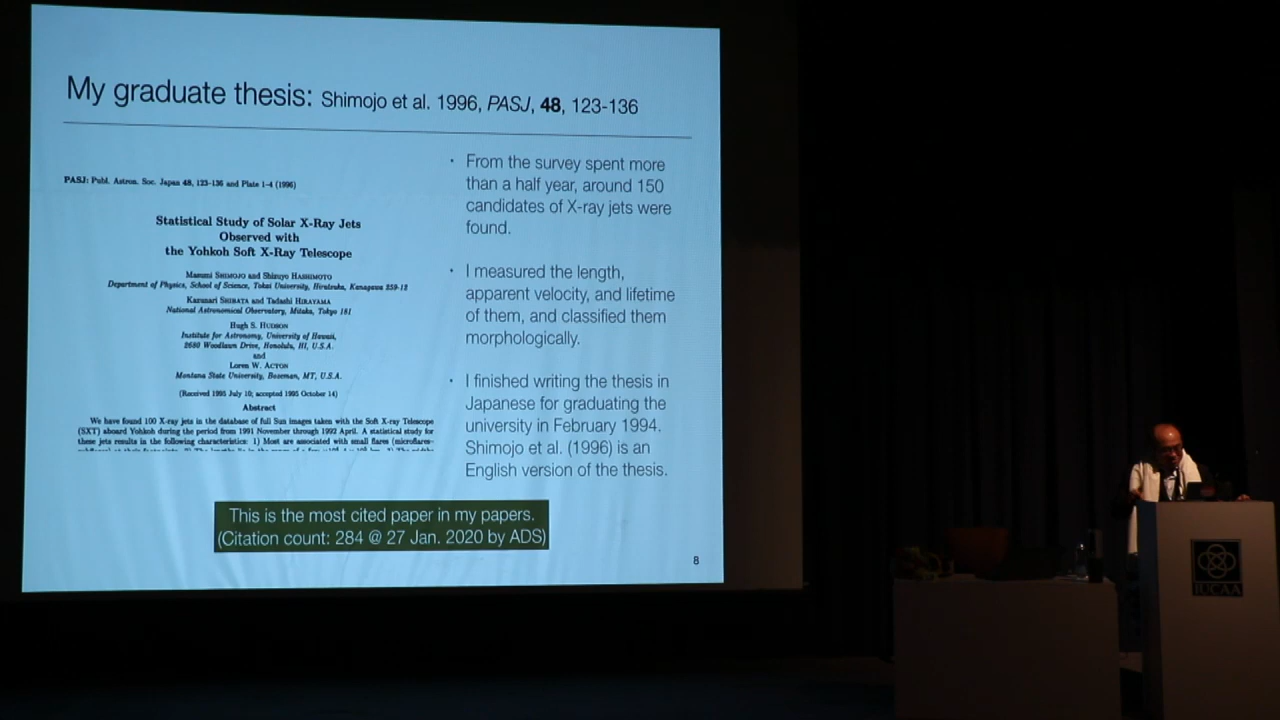 My graduate thesis: Shimojo et al. 1996, PASJ, 48, 123-136
PASJ: Publ. Astron. Soc. Japan 48, 123-136 and Plate 1-4 (1996)
Statistical Study of Solar X-Ray Jets
Observed with
the Yohkoh Soft X-Ray Telescope
Masumi SHIMOJO and Shizuyo HASHIMOTO
Department of Physics, School of Science, Tokai University, Hiratsuka, Kanagawa 259-12
Kazunari SHIBATA and Tadashi HIRAYAMA
National Astronomical Observatory, Mitaka, Tokyo 181
Hugh S. HUDSON
Institute for Astronomy, University of Hawaii,
2680 Woodlawn Drive, Honolulu, HI, U.S.A.
and
Loren W. ACTON
Montana State University, Bozeman, MT, U.S.A.
(Received 1995 July 10; accepted 1995 October 14)
Abstract
We have found 100 X-ray jets in the database of full Sun images taken with the Soft X-ray Telescope
(SXT) aboard Yohkoh during the period from 1991 November through 1992 April. A statistical study for
these jets results in the following characteristics: 1) Most are associated with small flares (microflares-
• From the survey spent more
than a half year, around 150
candidates of X-ray jets were
found.
• I measured the length,
apparent velocity, and lifetime
of them, and classified them
morphologically.
• I finished writing the thesis in
Japanese for graduating the
university in February 1994.
Shimojo et al. (1996) is an
English version of the thesis.
This is the most cited paper in my papers.
(Citation count: 284 @ 27 Jan. 2020 by ADS)
8
IUCAA